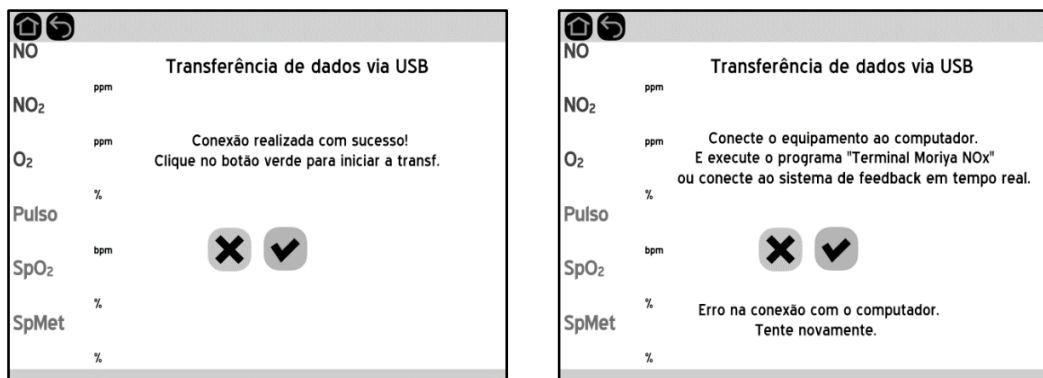 NO
Transferência de dados via USB
ppm
NO₂
ppm
Conexão realizada com sucesso!
O₂
Clique no botão verde para iniciar a transf.
%
Pulso
bpm
SpO₂
%
SpMet
%
NO
Transferência de dados via USB
ppm
NO₂
ppm
Conecte o equipamento ao computador.
O₂
E execute o programa "Terminal Moriya NOx"
ou conecte ao sistema de feedback em tempo real.
%
Pulso
bpm
SpO₂
%
Erro na conexão com o computador.
SpMet
Tente novamente.
%